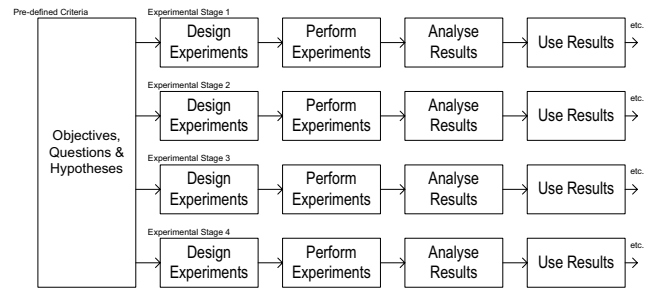 Pre-defined Criteria
Objectives,
Questions &
Hypotheses
Experimental Stage 1
Design
Experiments
Perform
Experiments
Analyse
Results
Use Results
etc.
Experimental Stage 2
Design
Experiments
Perform
Experiments
Analyse
Results
Use Results
etc.
Experimental Stage 3
Design
Experiments
Perform
Experiments
Analyse
Results
Use Results
etc.
Experimental Stage 4
Design
Experiments
Perform
Experiments
Analyse
Results
Use Results
etc.